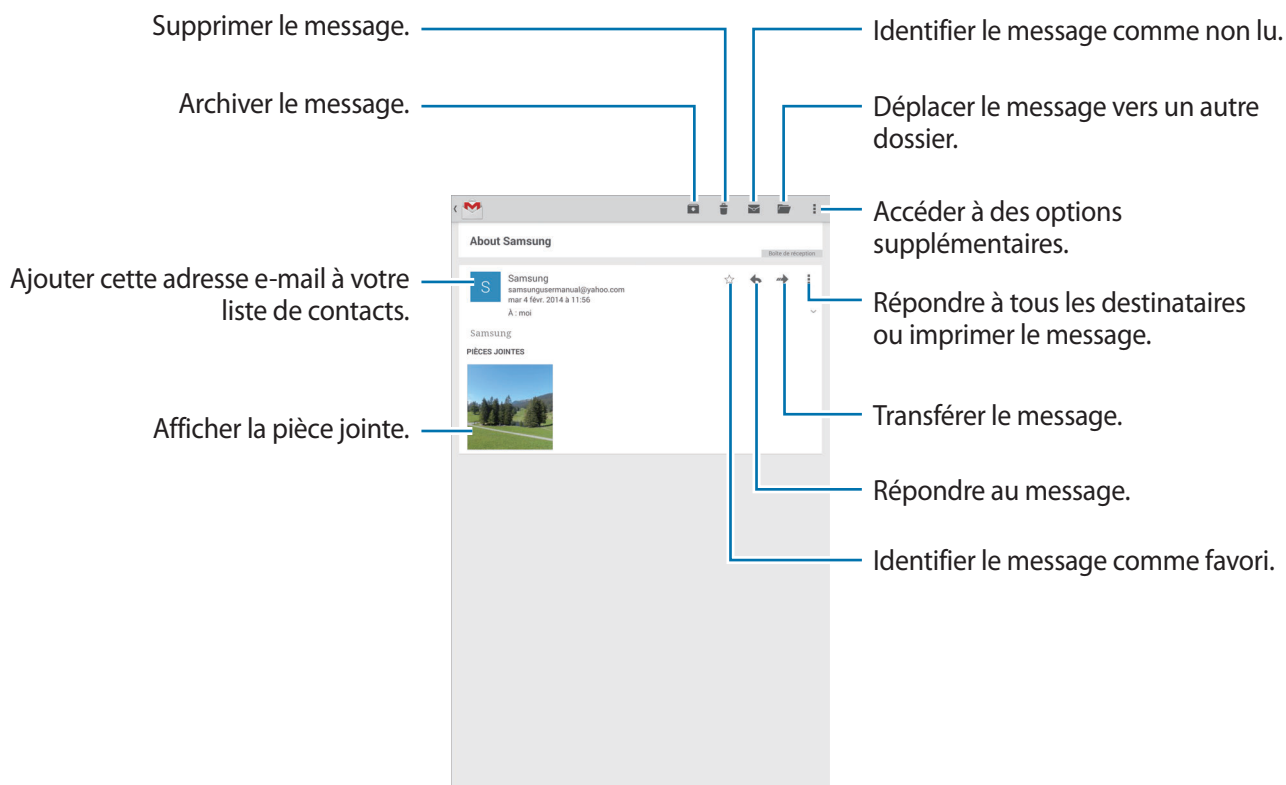 Supprimer le message.
Archiver le message.
Ajouter cette adresse e-mail à votre
liste de contacts.
Afficher la pièce jointe.
About Samsung
Boîte de réception
S
Samsung
samsungusermanual@yahoo.com
mar 4 févr. 2014 à 11:56
À : moi
Samsung
PIÈCES JOINTES
Identifier le message comme non lu.
Déplacer le message vers un autre
dossier.
Accéder à des options
supplémentaires.
Répondre à tous les destinataires
ou imprimer le message.
Transférer le message.
Répondre au message.
Identifier le message comme favori.